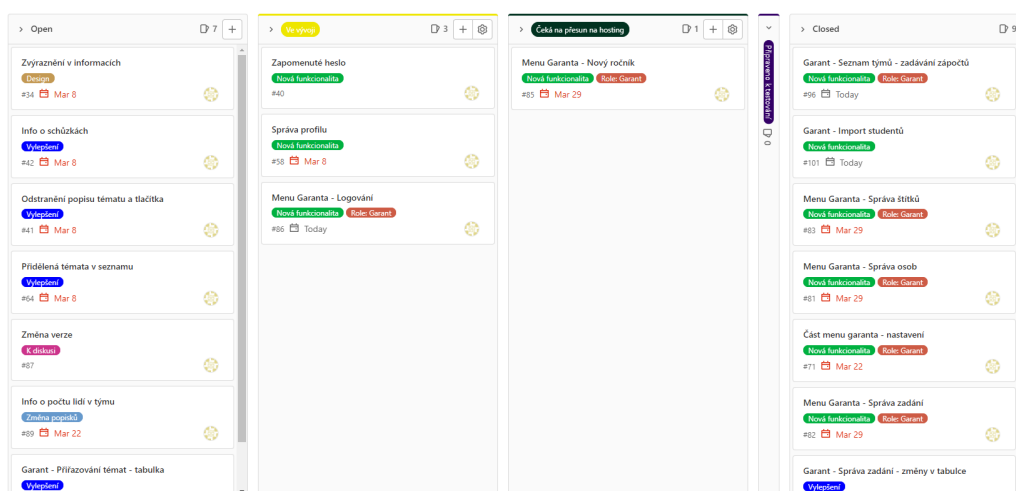 Open
7
Zvýraznění v informacích
Design
#34 Mar 8
Info o schůzkách
Vylepšení
#42 Mar 8
Odstranění popisu tématu a tlačítka
Vylepšení
#41 Mar 8
Přidělená témata v seznamu
Vylepšení
#64 Mar 8
Změna verze
K diskusi
#87
Info o počtu lidí v týmu
Změna popisků
#89 Mar 22
Garant - Přiřazování témat - tabulka
Vylepšení
Ve vývoji
3
Zapomenuté heslo
Nová funkcionalita
#40
Správa profilu
Nová funkcionalita
#58 Mar 8
Menu Garanta - Logování
Nová funkcionalita Role: Garant
#86 Today
Čeká na přesun na hosting
1
Menu Garanta - Nový ročník
Nová funkcionalita Role: Garant
#85 Mar 29
Připraveno k testování
0
Closed
9
Garant - Seznam týmů - zadávání zápočtů
Nová funkcionalita Role: Garant
#96 Today
Garant - Import studentů
Nová funkcionalita
#101 Today
Menu Garanta - Správa štítků
Nová funkcionalita Role: Garant
#83 Mar 29
Menu Garanta - Správa osob
Nová funkcionalita Role: Garant
#81 Mar 29
Část menu garanta - nastavení
Nová funkcionalita Role: Garant
#71 Mar 22
Menu Garanta - Správa zadání
Nová funkcionalita Role: Garant
#82 Mar 29
Garant - Správa zadání - změny v tabulce
Vylepšení